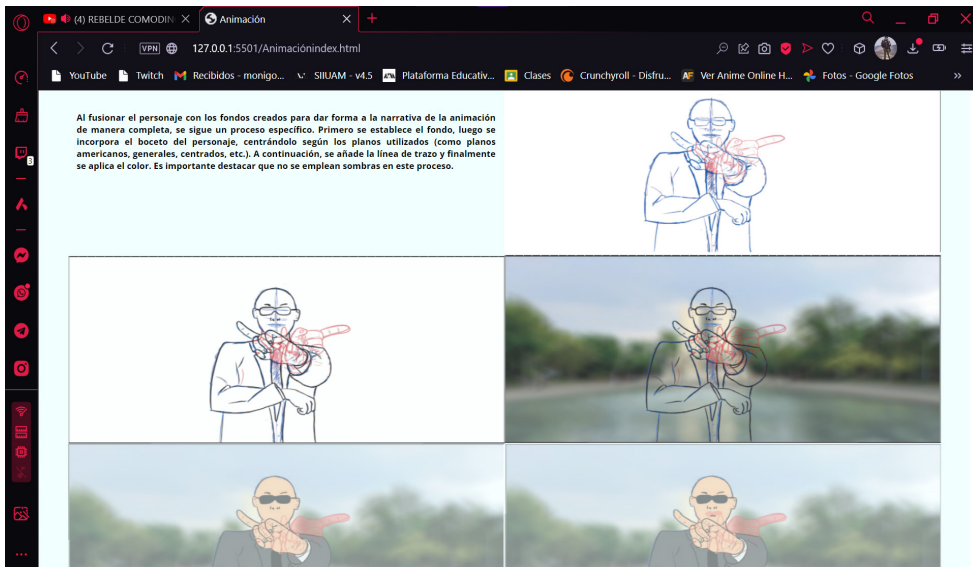 (4) REBELDE COMODIN
Animación
VPN
127.0.0.1:5501/Animaciónindex.html
YouTube
Twitch
Recibidos - monigo...
SIIUAM - v4.5
Plataforma Educativ...
Clases
Crunchyroll - Disfru...
AF
Ver Anime Online H...
Fotos - Google Fotos
3
Al fusionar el personaje con los fondos creados para dar forma a la narrativa de la animación
de manera completa, se sigue un proceso específico. Primero se establece el fondo, luego se
incorpora el boceto del personaje, centrándolo según los planos utilizados (como planos
americanos, generales, centrados, etc.). A continuación, se añade la línea de trazo y finalmente
se aplica el color. Es importante destacar que no se emplean sombras en este proceso.